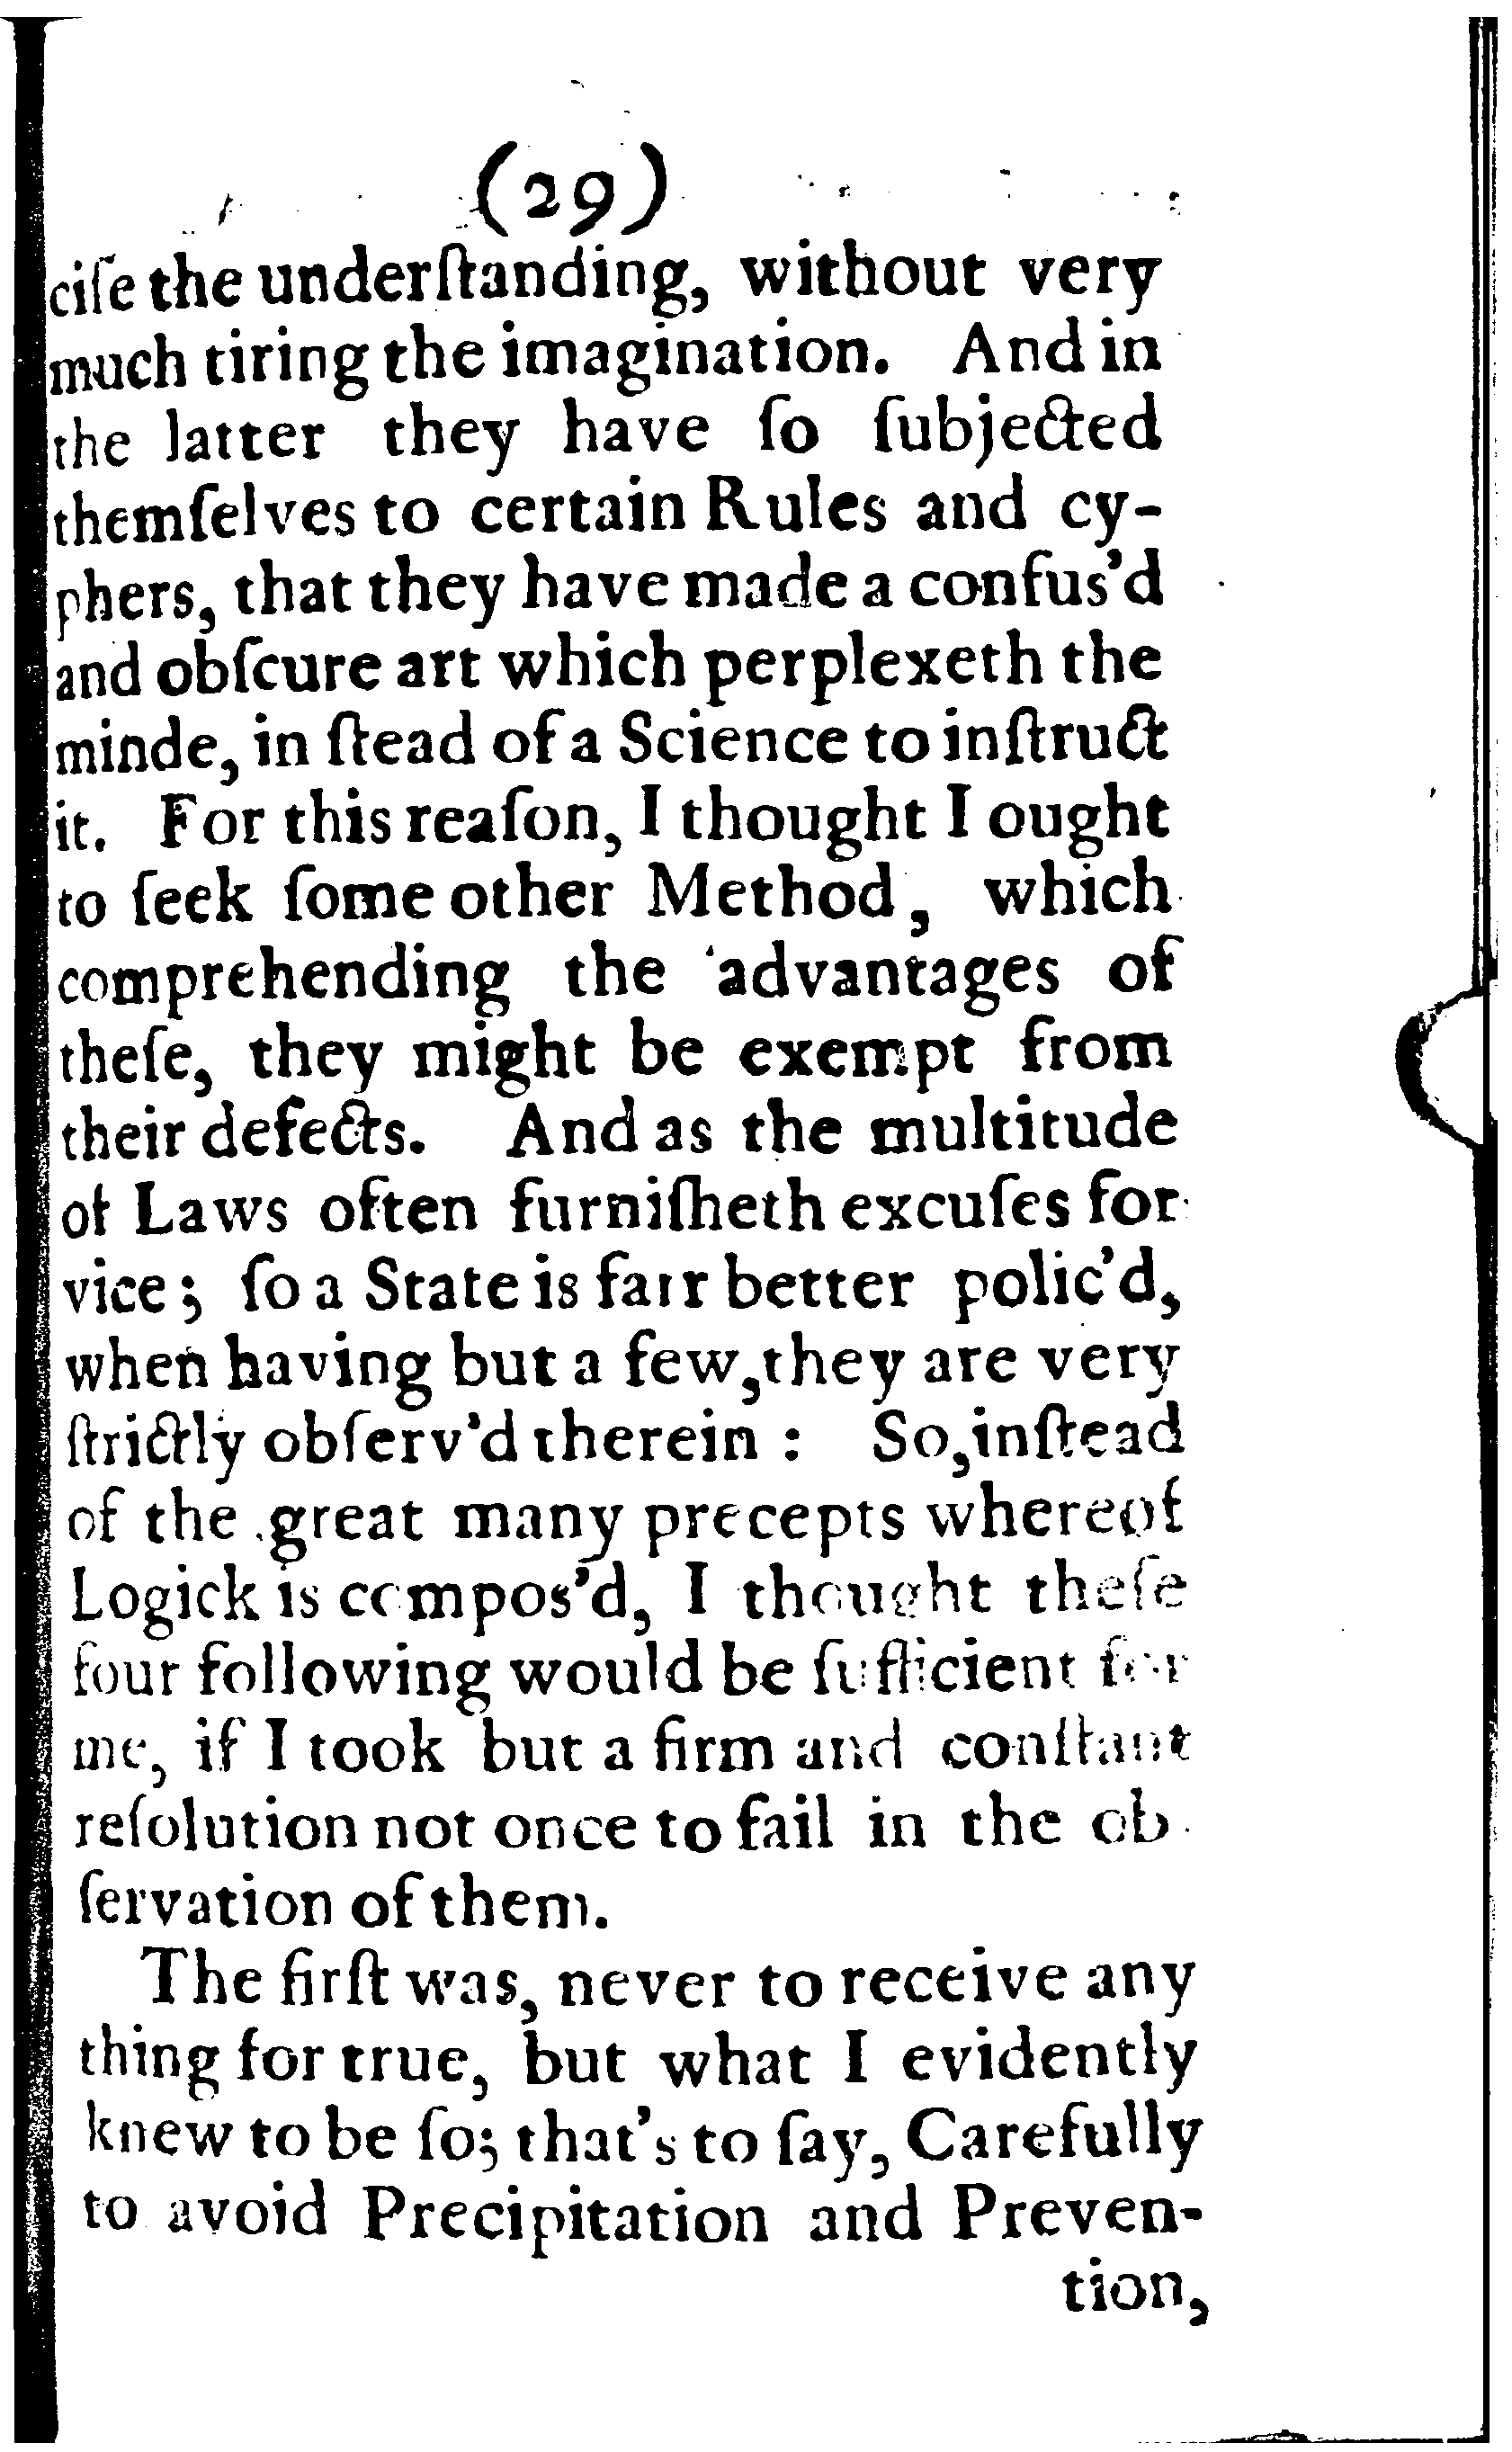 (29)
ciſe the underſtanding, without very
much tiring the imagination. And in
the latter they have ſo ſubjected
themſelves to certain Rules and cy-
phers, that they have made a confus'd
and obſcure art which perplexeth the
minde, in ſtead of a Science to inſtruct
it. For this reaſon, I thought I ought
to ſeek ſome other Method, which
comprehending the advantages of
theſe, they might be exempt from
their defects. And as the multitude
of Laws often furniſheth excuſes for
vice; ſo a State is farr better polic'd,
when having but a few, they are very
ſtrictly obſerv'd therein : So, inſtead
of the great many precepts whereof
Logick is compos'd, I thought theſe
four following would be ſufficient for
me, if I took but a firm and conſtant
reſolution not once to fail in the ob-
ſervation of them.
The firſt was, never to receive any
thing for true, but what I evidently
knew to be ſo; that's to ſay, Carefully
to avoid Precipitation and Preven-
tion,